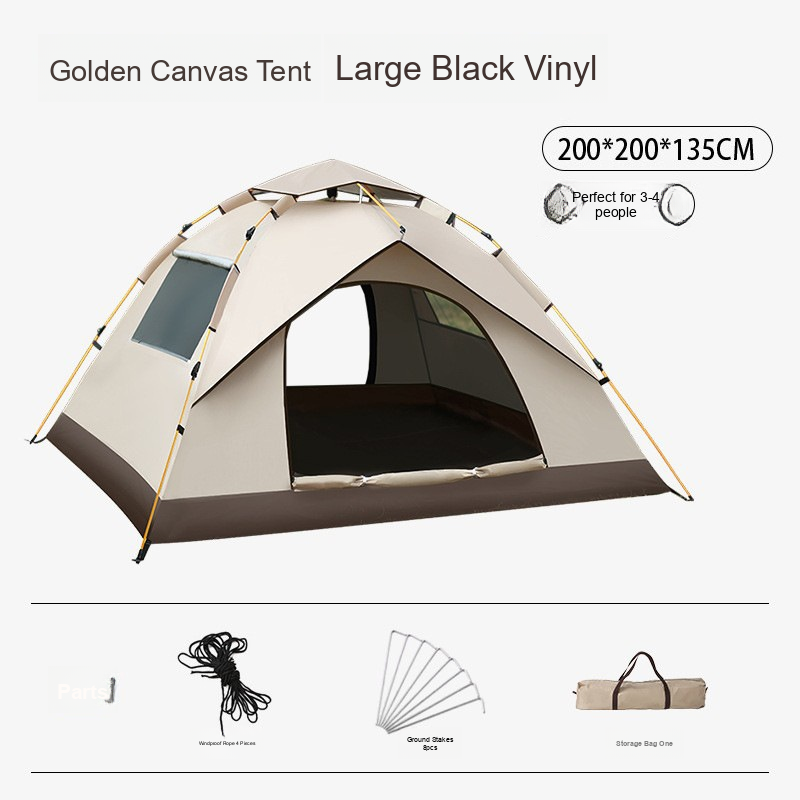 Golden Canvas Tent Large Black Vinyl
200*200*135CM
Perfect for 3-4
people
Parts
Windproof Rope 4 Pieces
Ground Stakes
8pcs
Storage Bag One